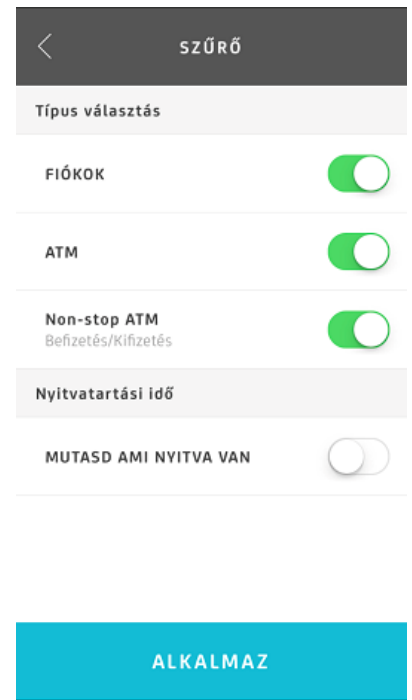 SZŰRŐ
Típus választás
FIÓKOK
ATM
Non-stop ATM
Befizetés/Kifizetés
Nyitvatartási idő
MUTASD AMI NYITVA VAN
ALKALMAZ